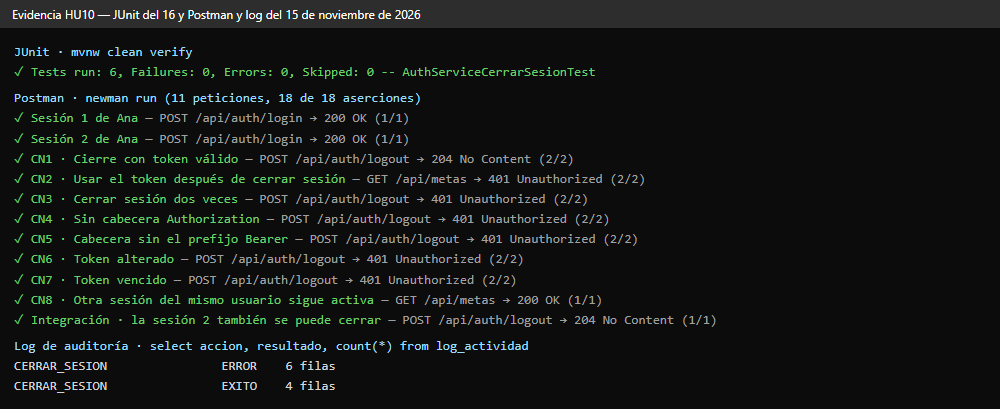 Evidencia HU10 — JUnit del 16 y Postman y log del 15 de noviembre de 2026
JUnit · mvnw clean verify
✓ Tests run: 6, Failures: 0, Errors: 0, Skipped: 0 -- AuthServiceCerrarSesionTest
Postman · newman run (11 peticiones, 18 de 18 aserciones)
✓ Sesión 1 de Ana — POST /api/auth/login → 200 OK (1/1)
✓ Sesión 2 de Ana — POST /api/auth/login → 200 OK (1/1)
✓ CN1 · Cierre con token válido — POST /api/auth/logout → 204 No Content (2/2)
✓ CN2 · Usar el token después de cerrar sesión — GET /api/metas → 401 Unauthorized (2/2)
✓ CN3 · Cerrar sesión dos veces — POST /api/auth/logout → 401 Unauthorized (2/2)
✓ CN4 · Sin cabecera Authorization — POST /api/auth/logout → 401 Unauthorized (2/2)
✓ CN5 · Cabecera sin el prefijo Bearer — POST /api/auth/logout → 401 Unauthorized (2/2)
✓ CN6 · Token alterado — POST /api/auth/logout → 401 Unauthorized (2/2)
✓ CN7 · Token vencido — POST /api/auth/logout → 401 Unauthorized (2/2)
✓ CN8 · Otra sesión del mismo usuario sigue activa — GET /api/metas → 200 OK (1/1)
✓ Integración · la sesión 2 también se puede cerrar — POST /api/auth/logout → 204 No Content (1/1)
Log de auditoría · select accion, resultado, count(*) from log_actividad
CERRAR_SESION ERROR 6 filas
CERRAR_SESION EXITO 4 filas